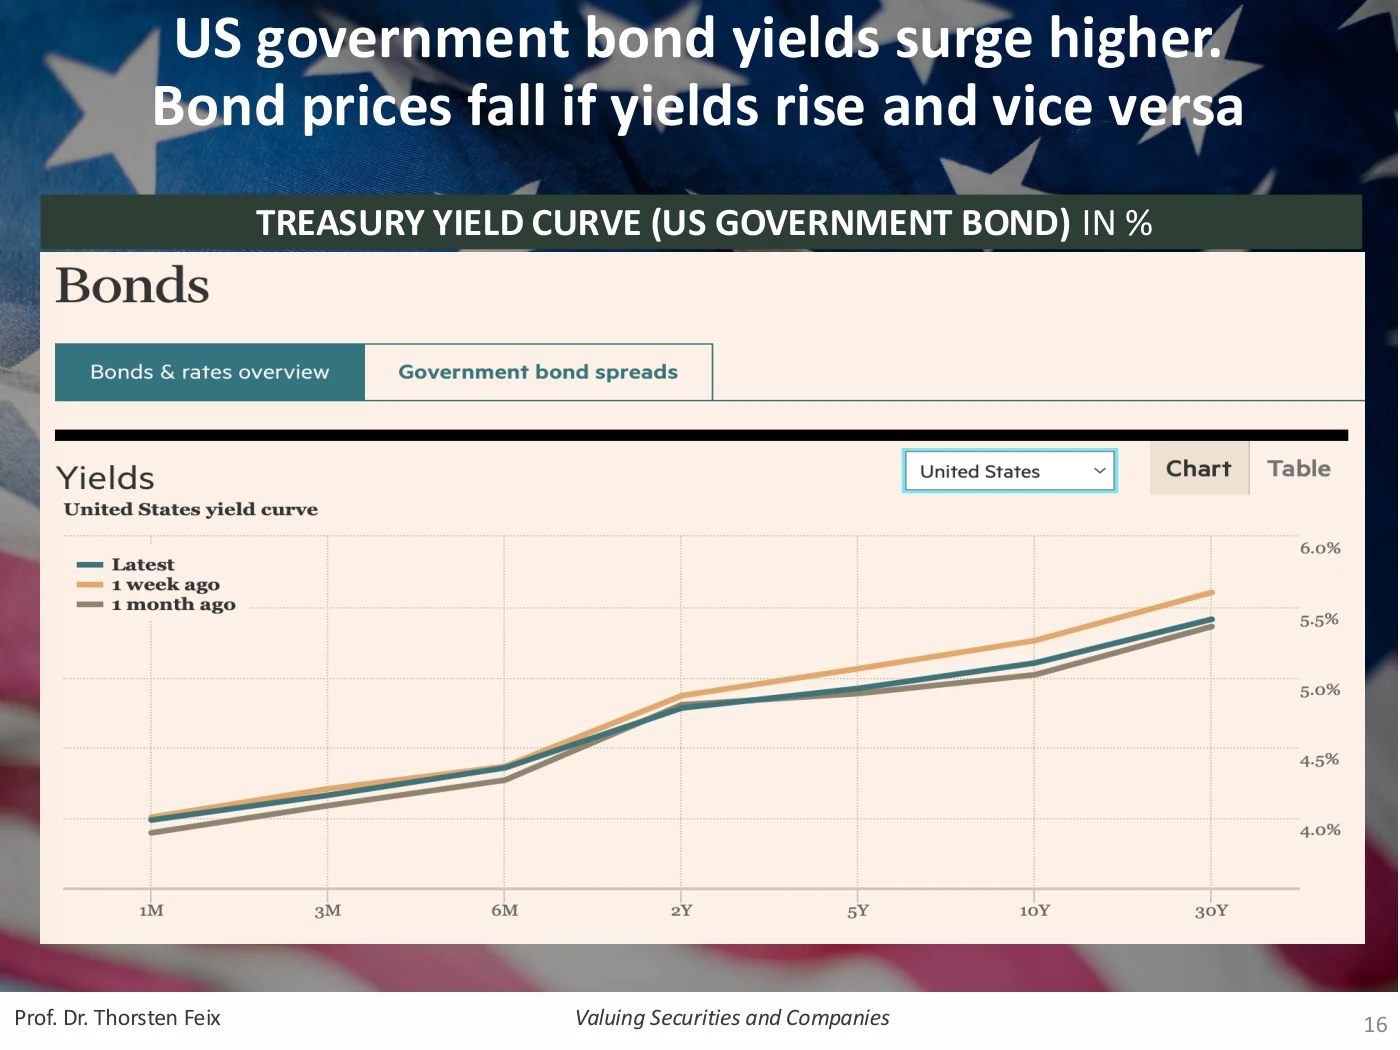 US government bond yields surge higher.
Bond prices fall if yields rise and vice versa
TREASURY YIELD CURVE (US GOVERNMENT BOND) IN %
Bonds
Bonds & rates overview
Government bond spreads
Yields
United States
Chart
Table
United States yield curve
Latest
1 week ago
1 month ago
6.0%
5.5%
5.0%
4.5%
4.0%
1M
3M
6M
2Y
5Y
10Y
30Y
Prof. Dr. Thorsten Feix
Valuing Securities and Companies
16